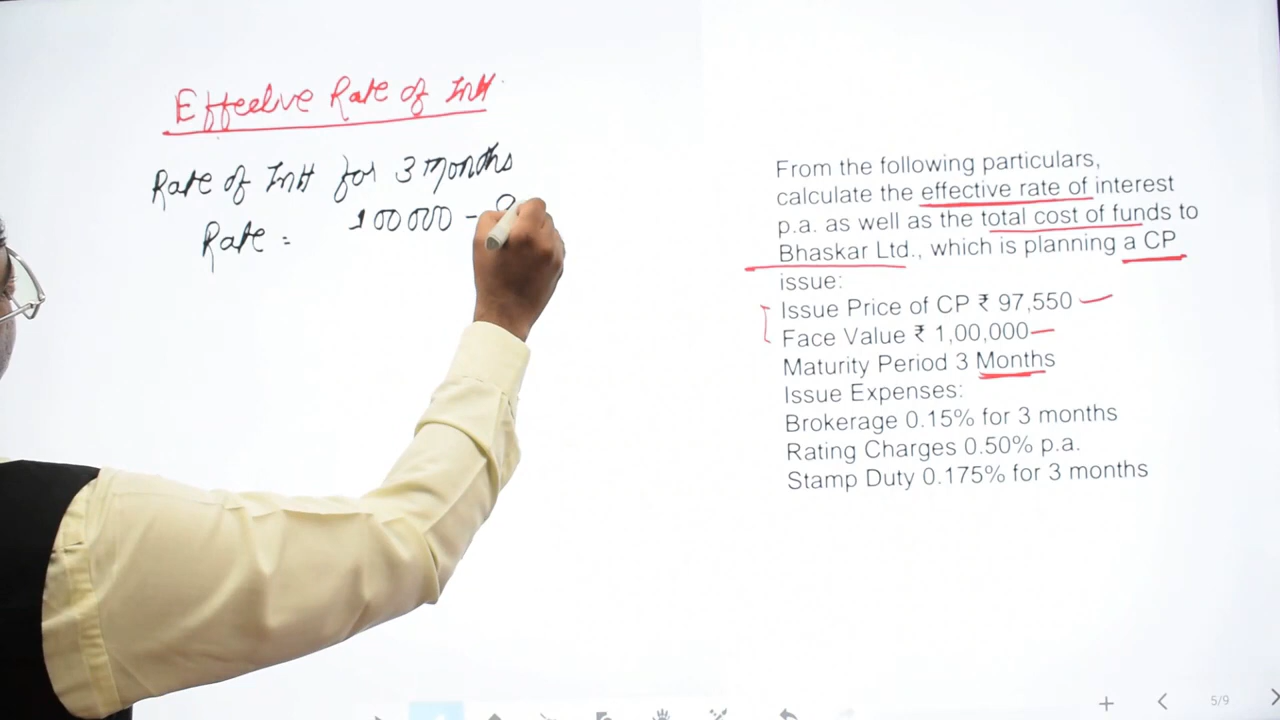 Effective Rate of Int
Rate of Int for 3 Months
Rate = 100000 - 9
From the following particulars,
calculate the effective rate of interest
p.a. as well as the total cost of funds to
Bhaskar Ltd., which is planning a CP
issue:
Issue Price of CP ₹ 97,550
Face Value ₹ 1,00,000
Maturity Period 3 Months
Issue Expenses:
Brokerage 0.15% for 3 months
Rating Charges 0.50% p.a.
Stamp Duty 0.175% for 3 months
5/9